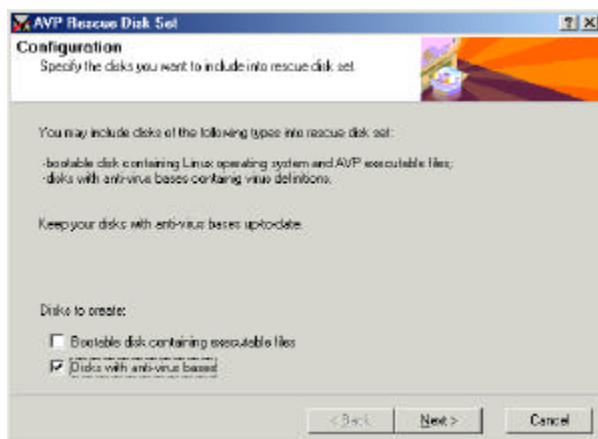 AVP Rescue Disk Set
Configuration
Specify the disks you want to include into rescue disk set.
You may include disks of the following types into rescue disk set:
-bootable disk containing Linux operating system and AVP executable files;
-disks with anti-virus bases containig virus definitions.
Keep your disks with anti-virus bases up-to-date.
Disks to create:
Bootable disk containing executable files
Disks with anti-virus bases
< Back
Next >
Cancel